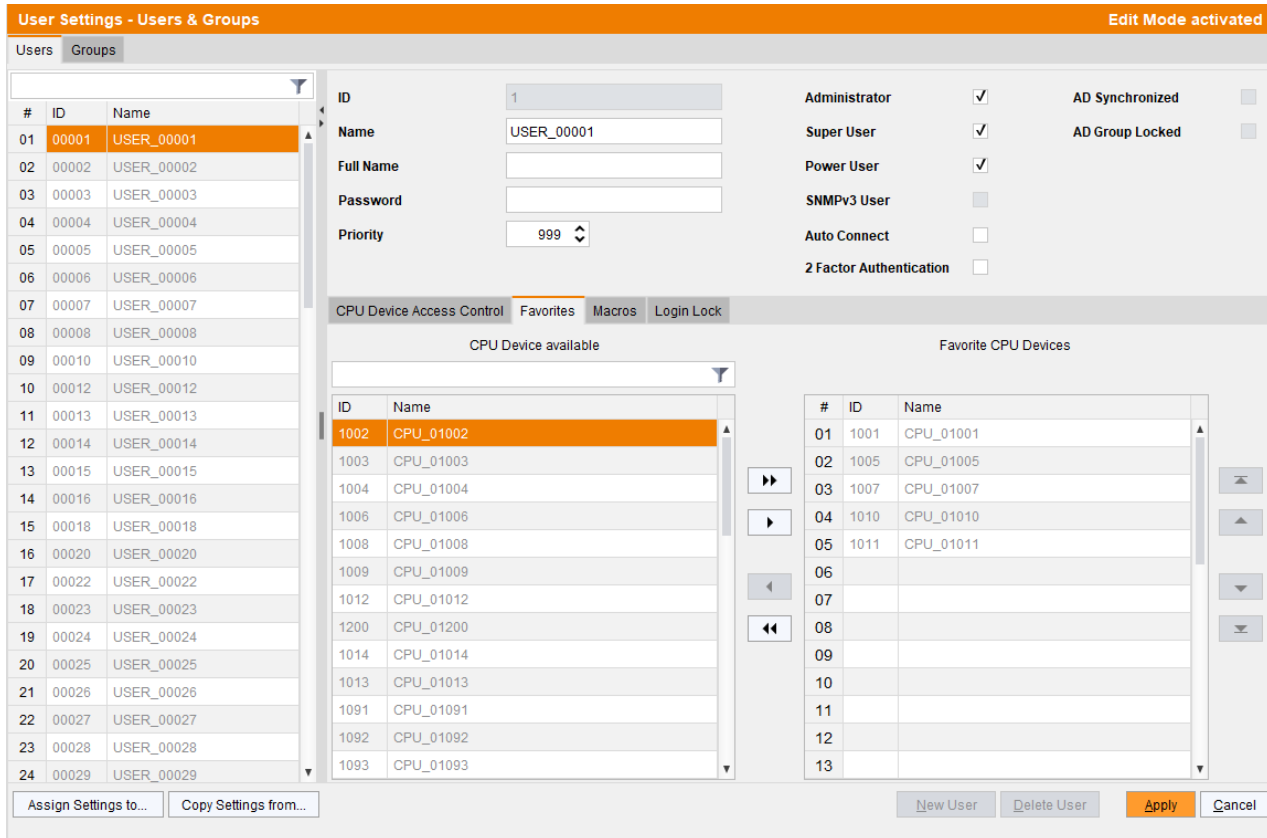 User Settings - Users & Groups Edit Mode activated
Users Groups
# ID Name
01 00001 USER_00001
02 00002 USER_00002
03 00003 USER_00003
04 00004 USER_00004
05 00005 USER_00005
06 00006 USER_00006
07 00007 USER_00007
08 00008 USER_00008
09 00010 USER_00010
10 00012 USER_00012
11 00013 USER_00013
12 00014 USER_00014
13 00015 USER_00015
14 00016 USER_00016
15 00018 USER_00018
16 00020 USER_00020
17 00022 USER_00022
18 00023 USER_00023
19 00024 USER_00024
20 00025 USER_00025
21 00026 USER_00026
22 00027 USER_00027
23 00028 USER_00028
24 00029 USER_00029
ID 1
Name USER_00001
Full Name
Password
Priority 999
Administrator
Super User
Power User
SNMPv3 User
Auto Connect
2 Factor Authentication
AD Synchronized
AD Group Locked
CPU Device Access Control Favorites Macros Login Lock
CPU Device available
ID Name
1002 CPU_01002
1003 CPU_01003
1004 CPU_01004
1006 CPU_01006
1008 CPU_01008
1009 CPU_01009
1012 CPU_01012
1200 CPU_01200
1014 CPU_01014
1013 CPU_01013
1091 CPU_01091
1092 CPU_01092
1093 CPU_01093
Favorite CPU Devices
# ID Name
01 1001 CPU_01001
02 1005 CPU_01005
03 1007 CPU_01007
04 1010 CPU_01010
05 1011 CPU_01011
06
07
08
09
10
11
12
13
Assign Settings to... Copy Settings from... New User Delete User Apply Cancel